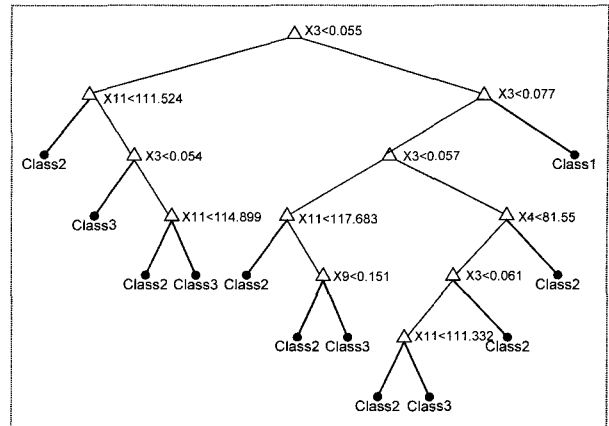 X3<0.055
X11<111.524
X3<0.077
Class2
X3<0.054
X3<0.057
Class1
Class3
X11<114.899
X11<117.683
X4<81.55
Class2
Class3
Class2
X9<0.151
X3<0.061
Class2
Class2
Class3
X11<111.332
Class2
Class2
Class3